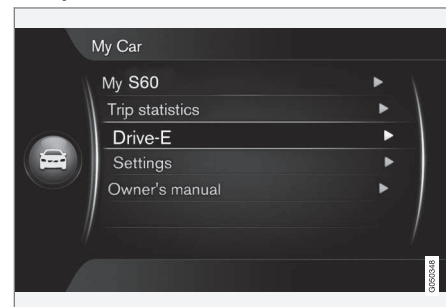 My Car
My S60
Trip statistics
Drive-E
Settings
Owner's manual
G050348